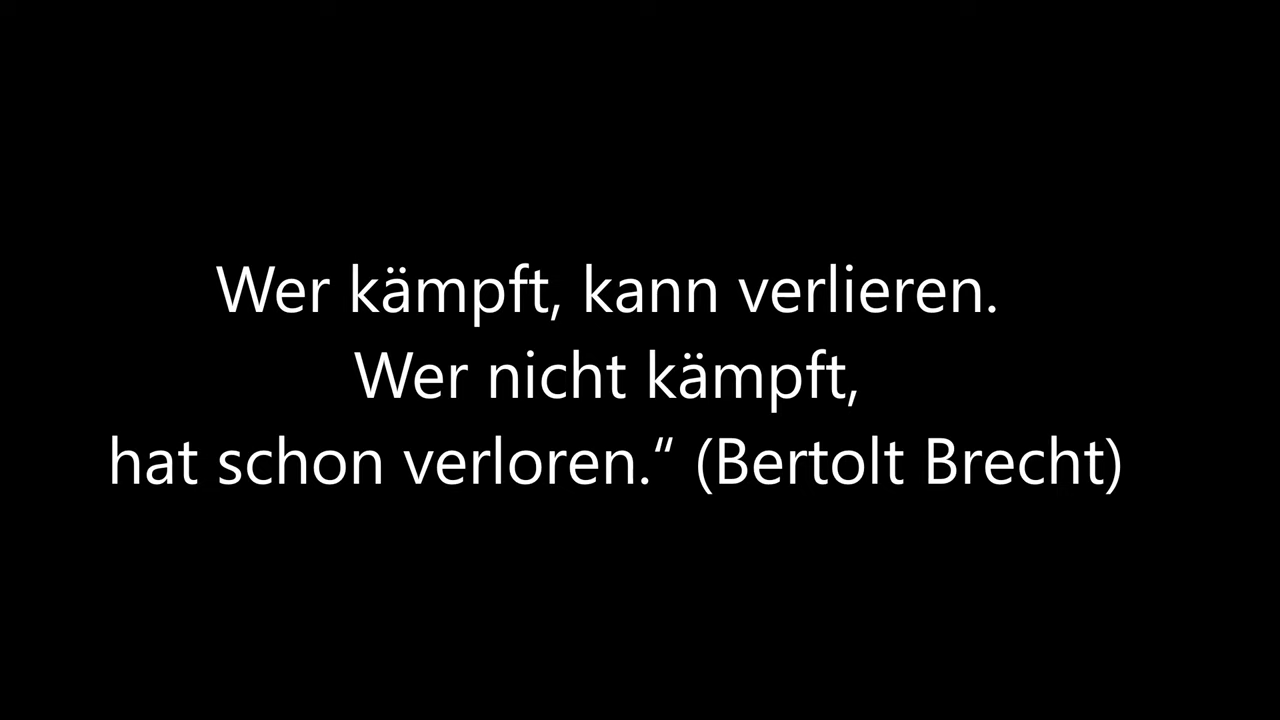 Wer kämpft, kann verlieren.
Wer nicht kämpft,
hat schon verloren.“ (Bertolt Brecht)